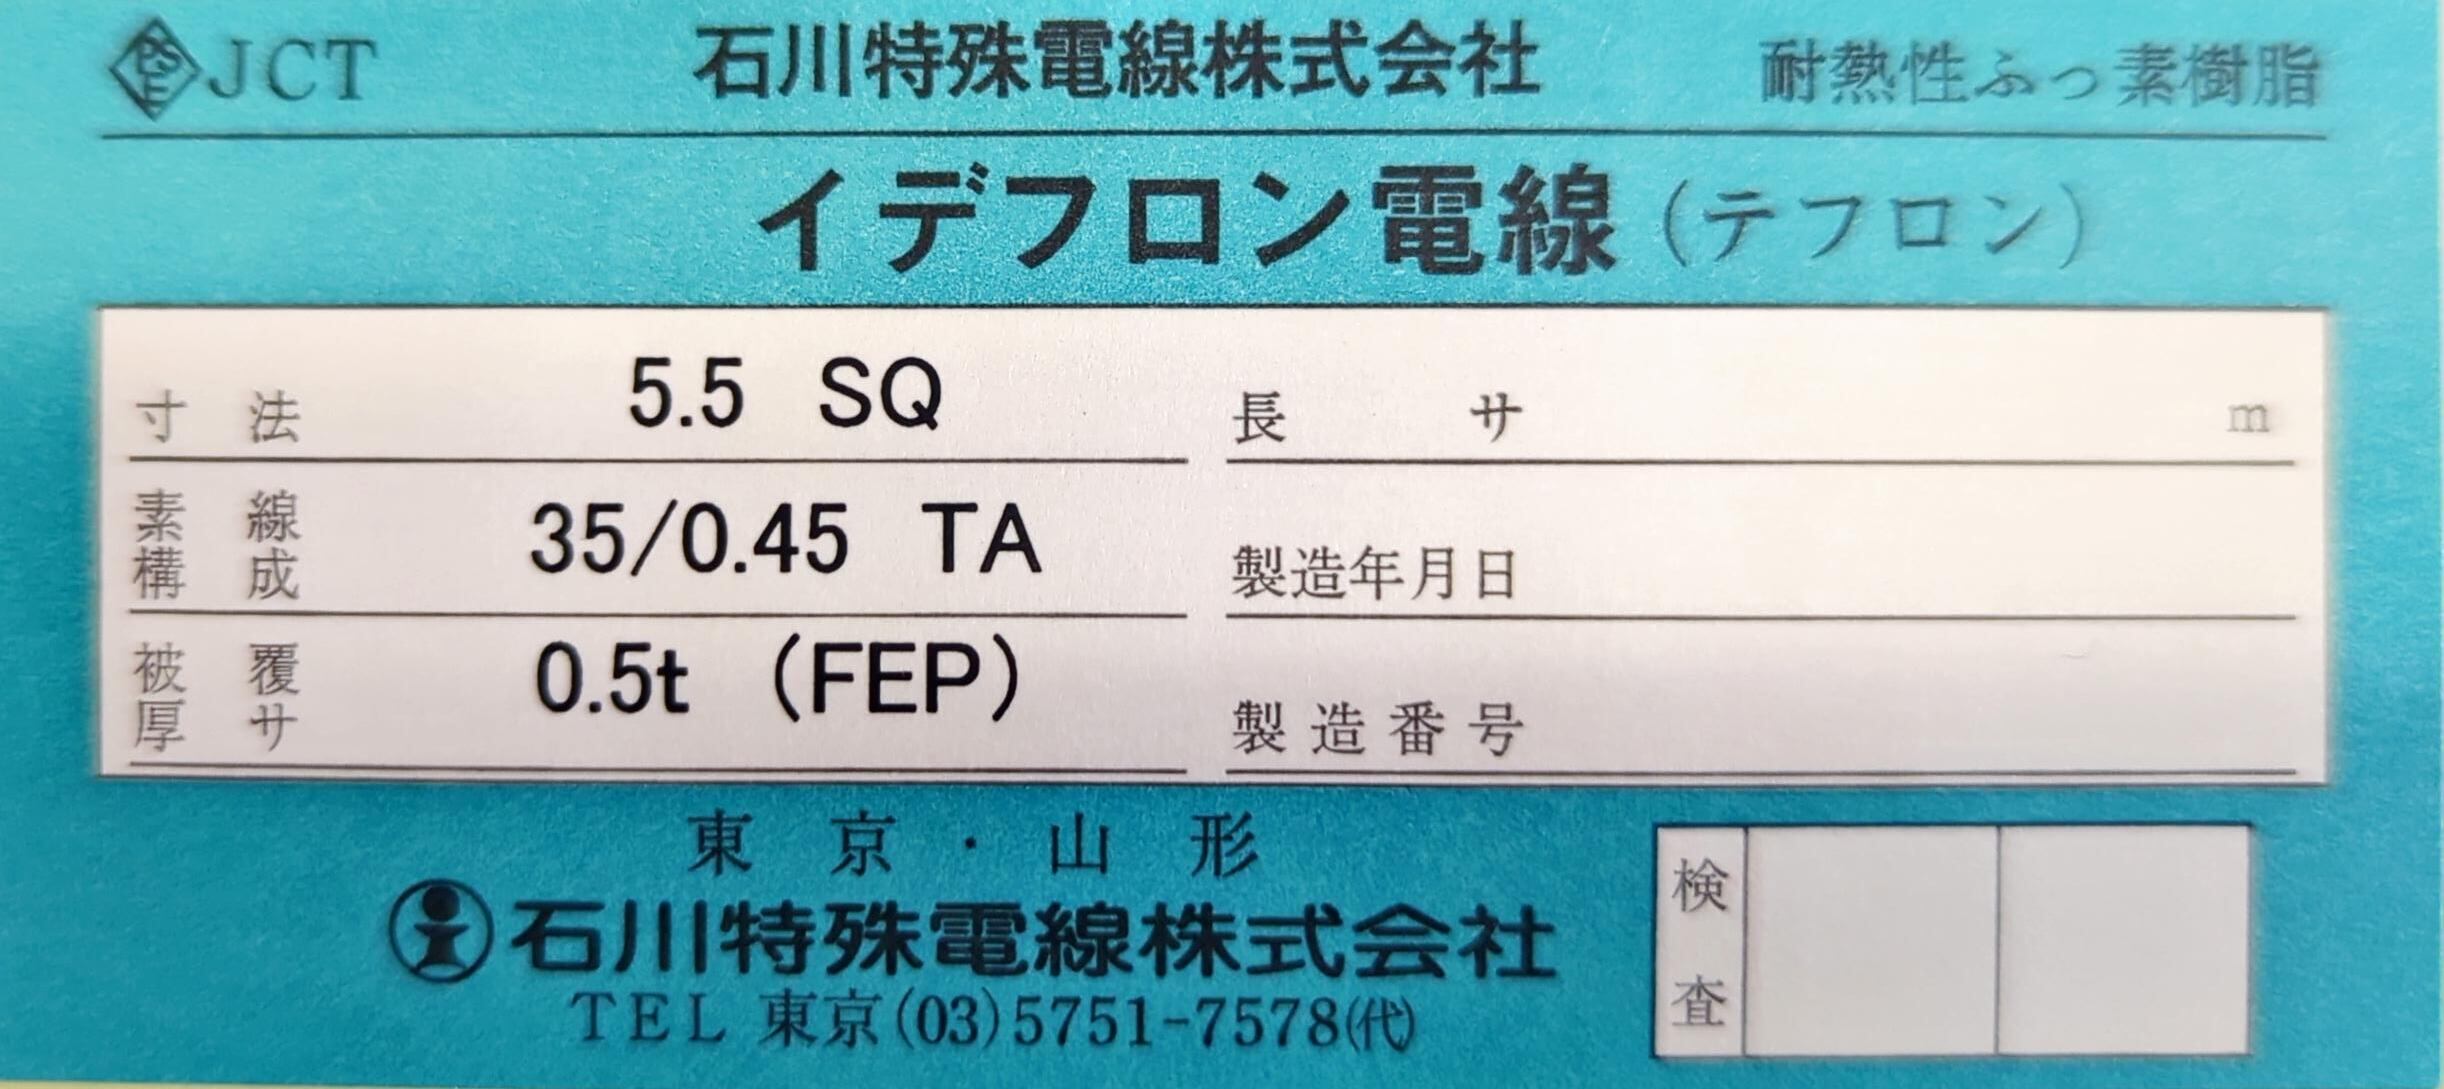 PSE JCT 石川特殊電線株式会社 耐熱性ふっ素樹脂
イデフロン電線（テフロン）
寸法 5.5 SQ 長サ m
素線構成 35/0.45 TA 製造年月日
被覆厚サ 0.5t （FEP） 製造番号
東京・山形
石川特殊電線株式会社
TEL 東京(03)5751-7578(代)
検査